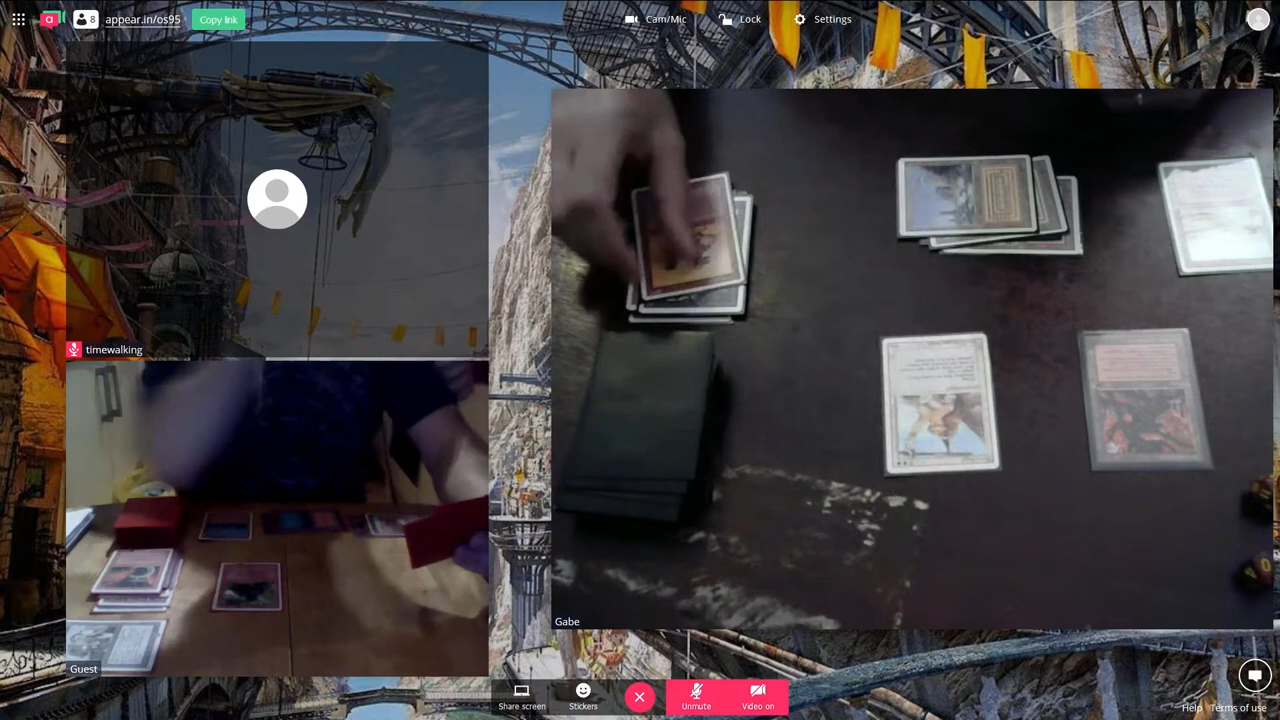 8 appear.in/os95 Copy link Cam/Mic Lock Settings
timewalking
Guest
Gabe
Share screen Stickers Unmute Video on
Help Terms of use